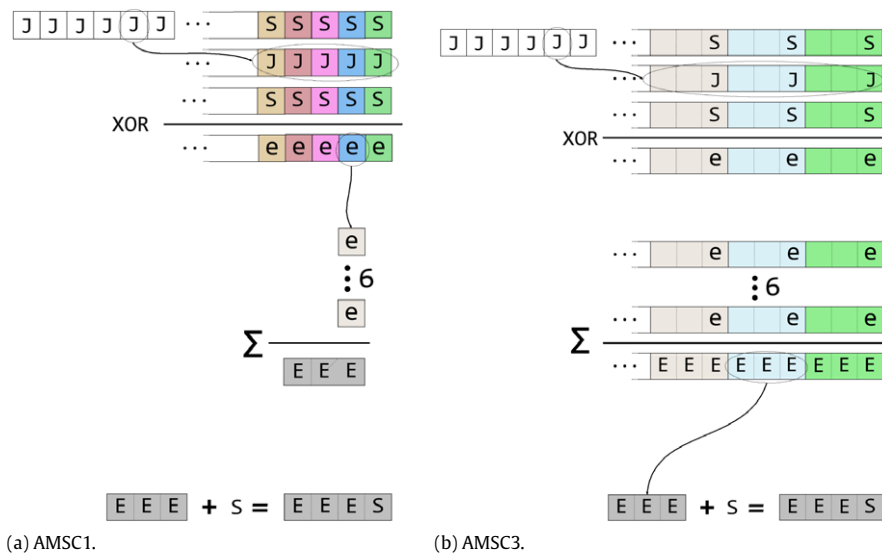 J J J J J J ··· S S S S S
··· J J J J J
··· S S S S S
XOR
··· e e e e e
e
⋮ 6
e
Σ
E E E
E E E + S = E E E S
(a) AMSC1.
J J J J J J ··· S S S
··· J J J
··· S S S
XOR
··· e e e
··· e e e
⋮ 6
··· e e e
Σ
··· E E E E E E E E E
E E E + S = E E E S
(b) AMSC3.